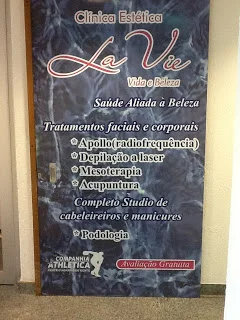 Clínica Estética
La Vie
Vida e Beleza
Saúde Aliada à Beleza
Tratamentos faciais e corporais
* Apollo(radiofrequência)
* Depilação a laser
* Mesoterapia
* Acupuntura
Completo Studio de
cabeleireiros e manicures
* Podologia
COMPANHIA
ATHLETICA
Avaliação Gratuita